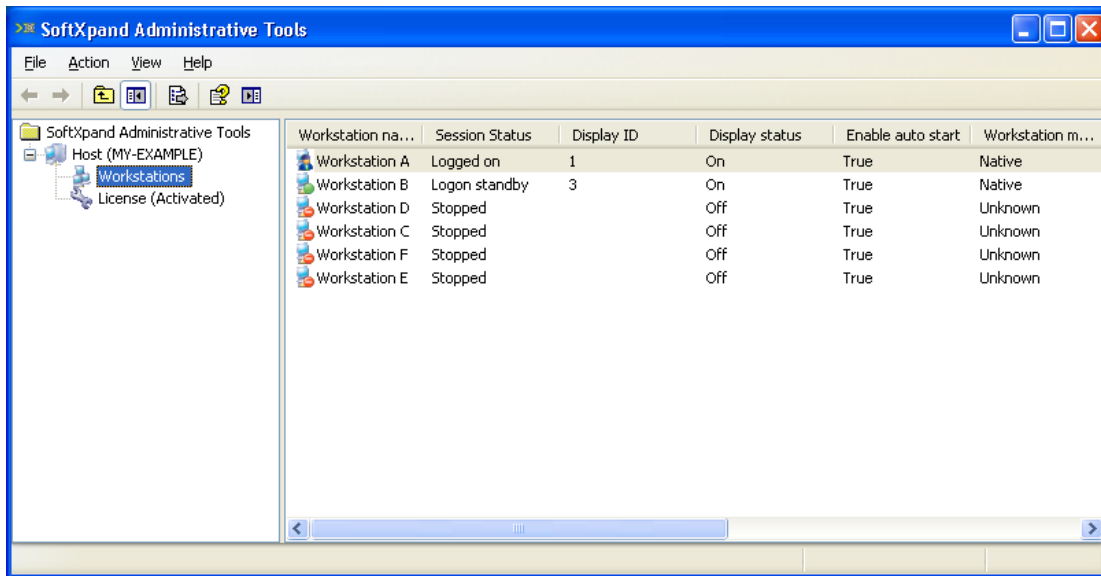 SoftXpand Administrative Tools
File Action View Help
SoftXpand Administrative Tools
Host (MY-EXAMPLE)
Workstations
License (Activated)
Workstation na... Session Status Display ID Display status Enable auto start Workstation m...
Workstation A Logged on 1 On True Native
Workstation B Logon standby 3 On True Native
Workstation D Stopped Off True Unknown
Workstation C Stopped Off True Unknown
Workstation F Stopped Off True Unknown
Workstation E Stopped Off True Unknown